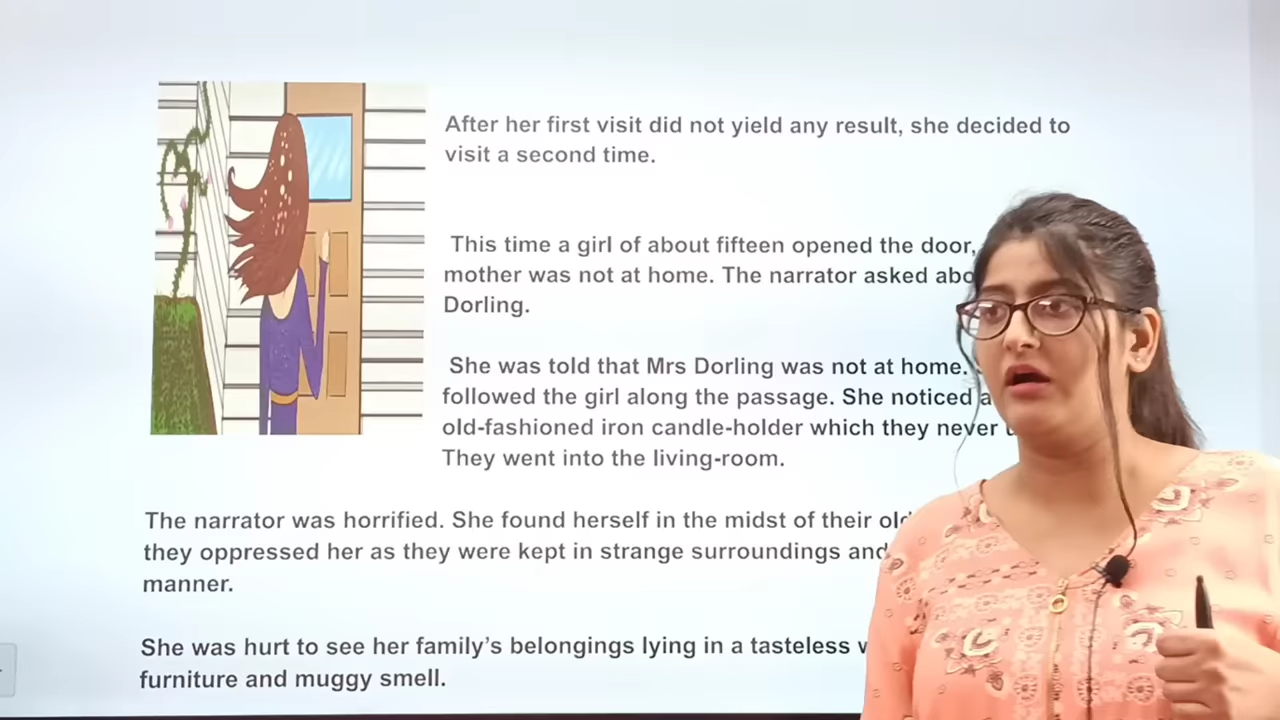 After her first visit did not yield any result, she decided to
visit a second time.
This time a girl of about fifteen opened the door,
mother was not at home. The narrator asked
Dorling.
She was told that Mrs Dorling was not at home.
followed the girl along the passage. She noticed
old-fashioned iron candle-holder which they never
They went into the living-room.
The narrator was horrified. She found herself in the midst of their
they oppressed her as they were kept in strange surroundings and
manner.
She was hurt to see her family's belongings lying in a tasteless
furniture and muggy smell.